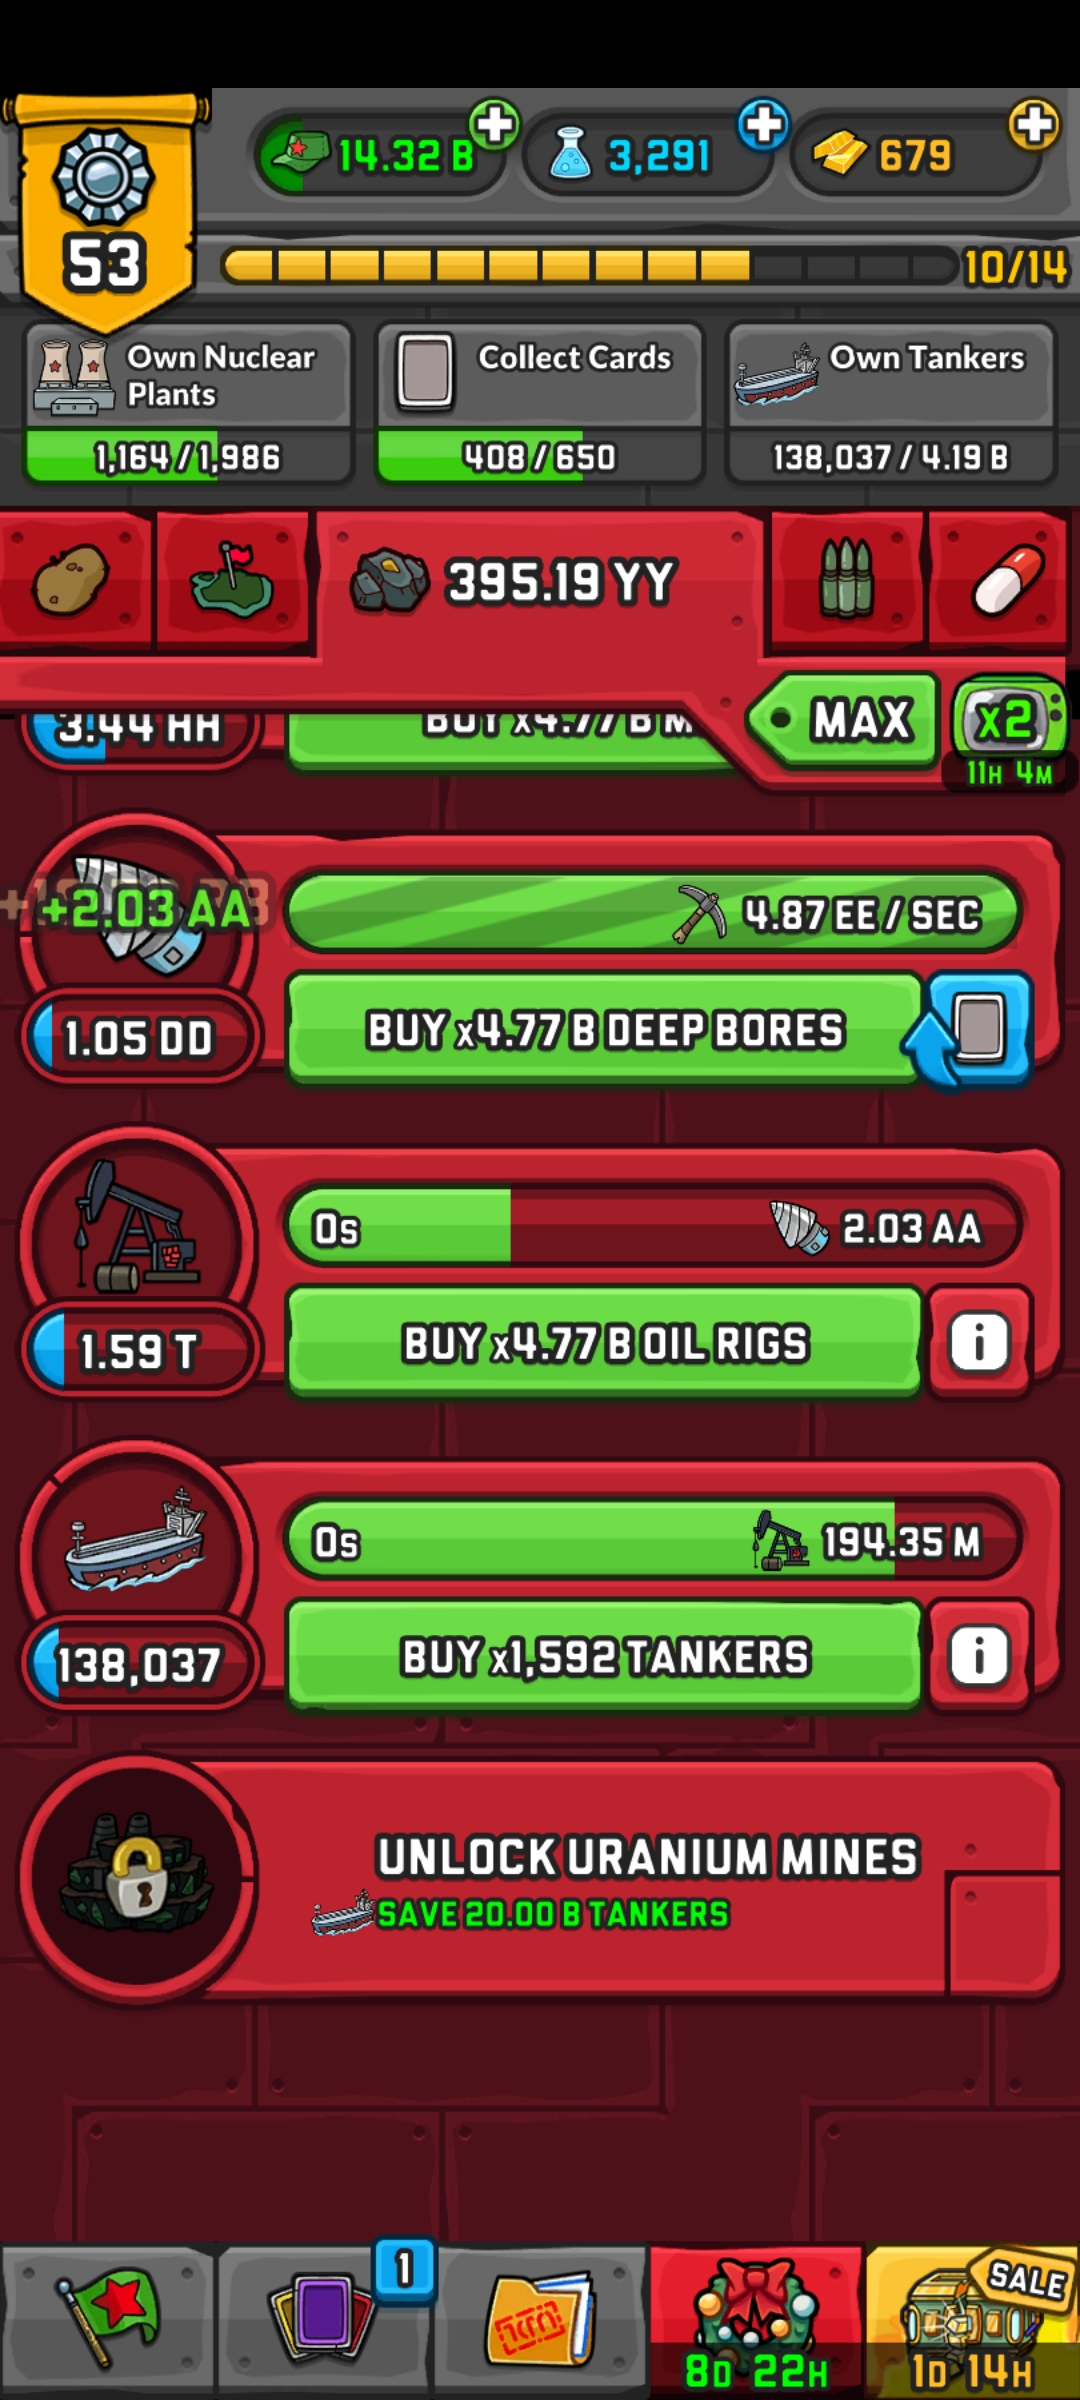 14.32 B
3,291
679
53
10/14
Own Nuclear Plants
1,164/1,986
Collect Cards
408/650
Own Tankers
138,037/4.19 B
395.19 YY
MAX
x2
11H 4M
3.44 HH
BUY x4.77 B M
+2.03 AA
4.87 EE/SEC
1.05 DD
BUY x4.77 B DEEP BORES
0s
2.03 AA
1.59 T
BUY x4.77 B OIL RIGS
i
0s
194.35 M
138,037
BUY x1,592 TANKERS
i
UNLOCK URANIUM MINES
SAVE 20.00 B TANKERS
1
SALE
8D 22H
1D 14H